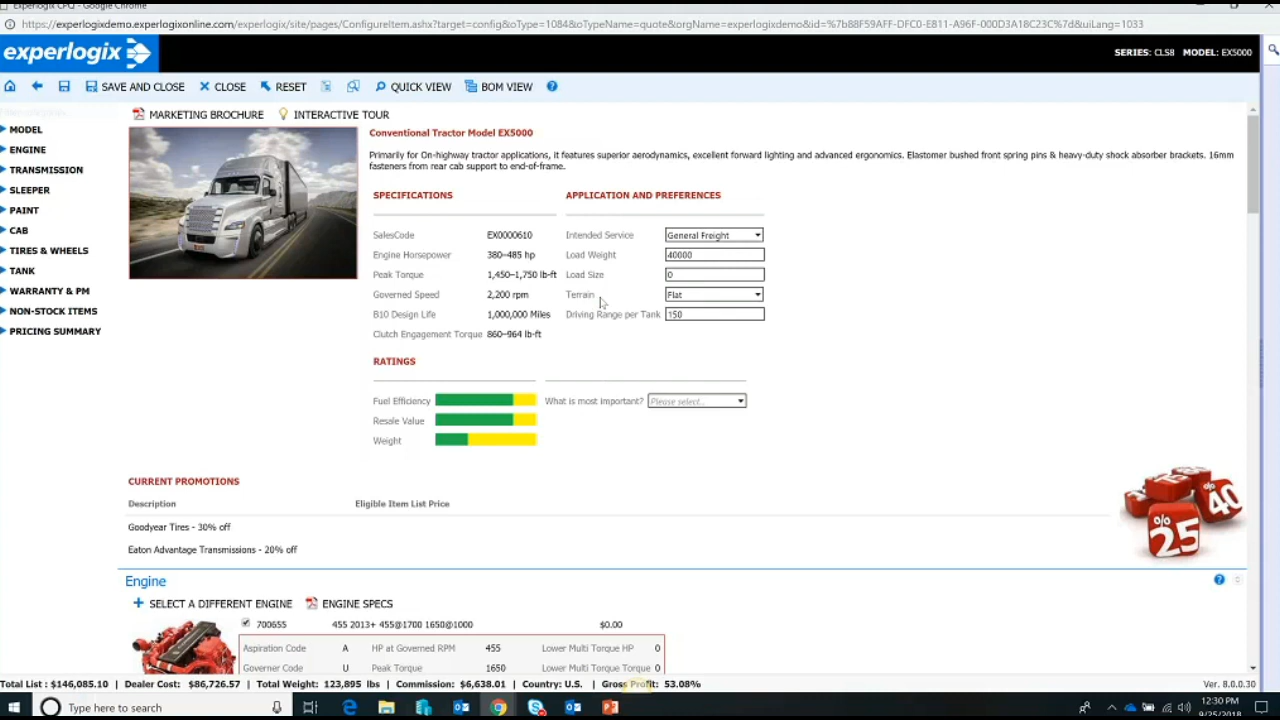 Experlogix CPQ - Google Chrome
https://experlogixdemo.experlogixonline.com/experlogix/site/pages/ConfigureItem.ashx?target=config&oType=1084&oTypeName=quote&orgName=experlogixdemo&id=%7b88F59AFF-DFC0-E811-A96F-000D3A18C23C%7d&uiLang=1033
experlogix
SERIES: CLS8 MODEL: EX5000
SAVE AND CLOSE CLOSE RESET QUICK VIEW BOM VIEW ?
MODEL
ENGINE
TRANSMISSION
SLEEPER
PAINT
CAB
TIRES & WHEELS
TANK
WARRANTY & PM
NON-STOCK ITEMS
PRICING SUMMARY
MARKETING BROCHURE INTERACTIVE TOUR
Conventional Tractor Model EX5000
Primarily for On-highway tractor applications, it features superior aerodynamics, excellent forward lighting and advanced ergonomics. Elastomer bushed front spring pins & heavy-duty shock absorber brackets. 16mm
fasteners from rear cab support to end-of-frame.
SPECIFICATIONS APPLICATION AND PREFERENCES
SalesCode EX0000610 Intended Service General Freight
Engine Horsepower 380–485 hp Load Weight 40000
Peak Torque 1,450–1,750 lb-ft Load Size 0
Governed Speed 2,200 rpm Terrain Flat
B10 Design Life 1,000,000 Miles Driving Range per Tank 150
Clutch Engagement Torque 860–964 lb-ft
RATINGS
Fuel Efficiency What is most important? Please select..
Resale Value
Weight
CURRENT PROMOTIONS
Description Eligible Item List Price
Goodyear Tires - 30% off
Eaton Advantage Transmissions - 20% off
% 40
% 25
Engine ?
SELECT A DIFFERENT ENGINE ENGINE SPECS
700655 455 2013+ 455@1700 1650@1000 $0.00
Aspiration Code A HP at Governed RPM 455 Lower Multi Torque HP 0
Governer Code U Peak Torque 1650 Lower Multi Torque Torque 0
Total List : $146,085.10 | Dealer Cost: $86,726.57 | Total Weight: 123,895 lbs | Commission: $6,638.01 | Country: U.S. | Gross Profit: 53.08% Ver. 8.0.0.30
Type here to search
12:30 PM
9/25/2018